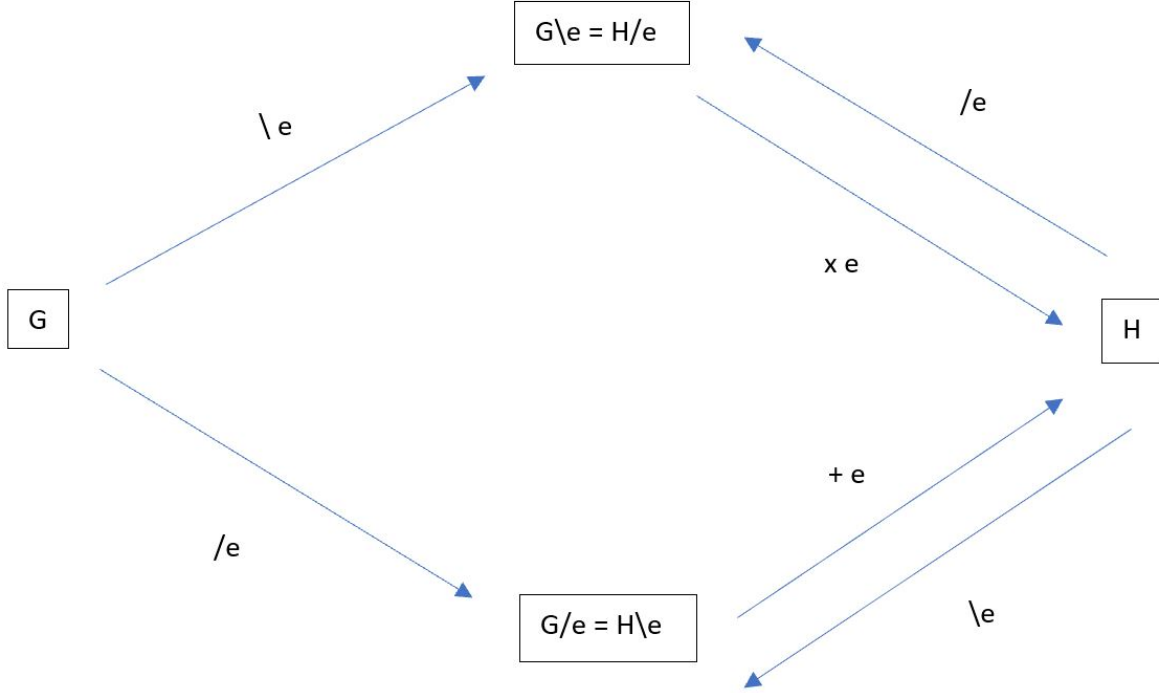 G\e = H/e
\ e
/e
x e
G
H
+ e
/e
G/e = H\e
\e